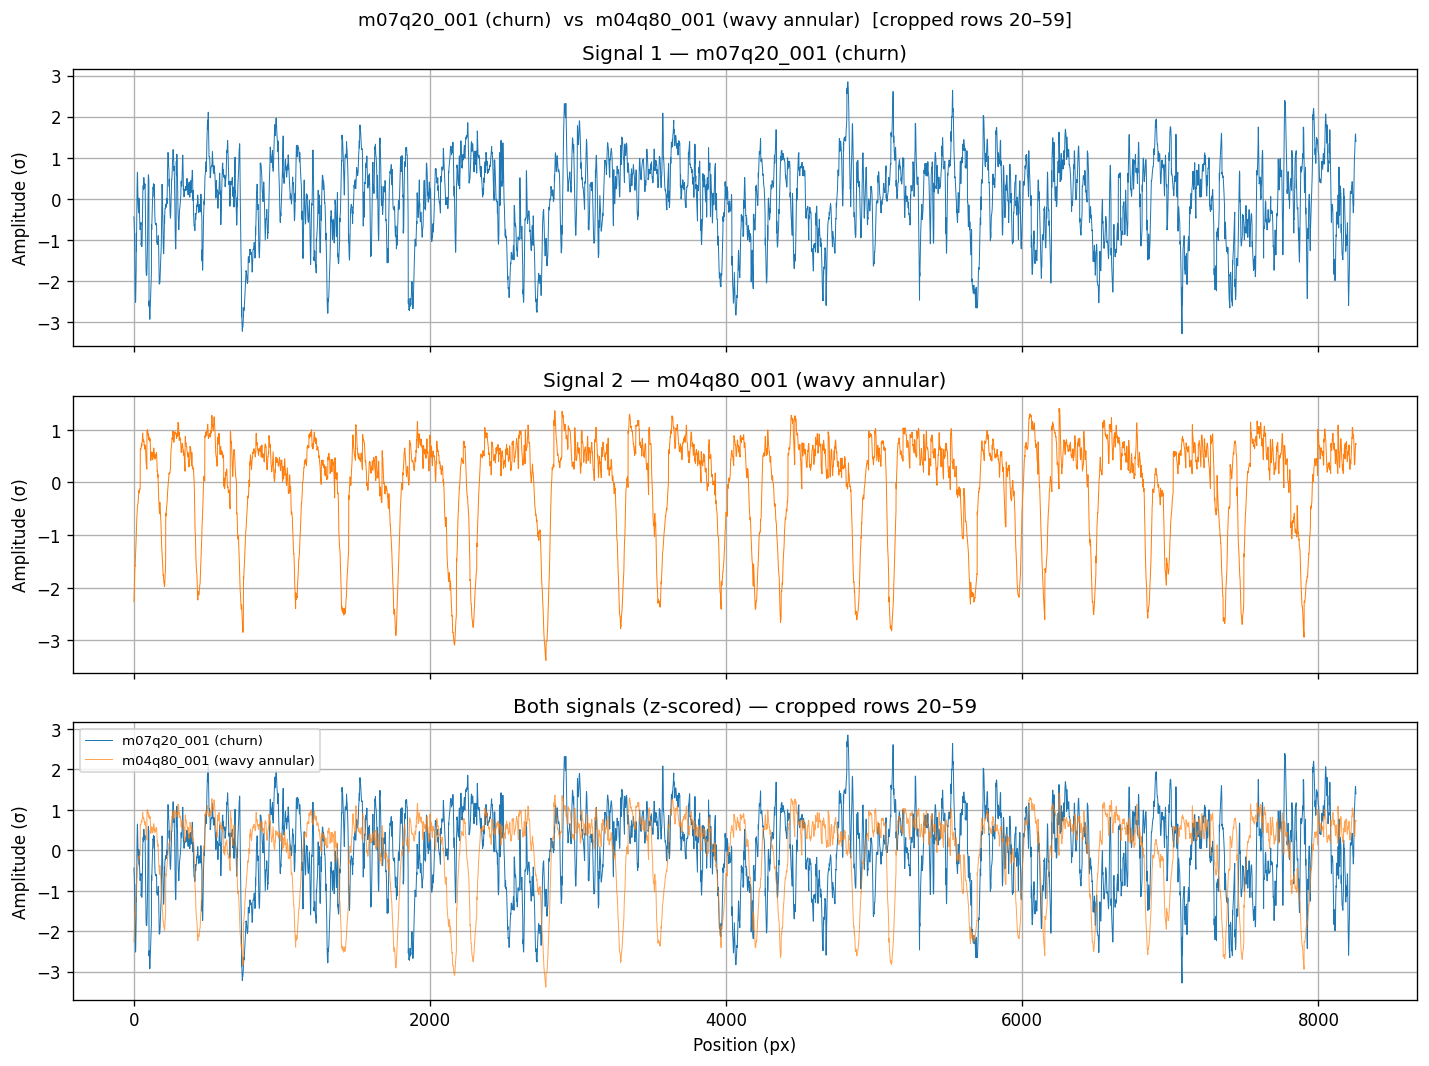 m07q20_001 (churn)  vs  m04q80_001 (wavy annular)  [cropped rows 20–59]
Signal 1 — m07q20_001 (churn)
Amplitude (σ)
3
2
1
0
−1
−2
−3
Signal 2 — m04q80_001 (wavy annular)
Amplitude (σ)
1
0
−1
−2
−3
Both signals (z-scored) — cropped rows 20–59
m07q20_001 (churn)
m04q80_001 (wavy annular)
Amplitude (σ)
3
2
1
0
−1
−2
−3
0
2000
4000
6000
8000
Position (px)